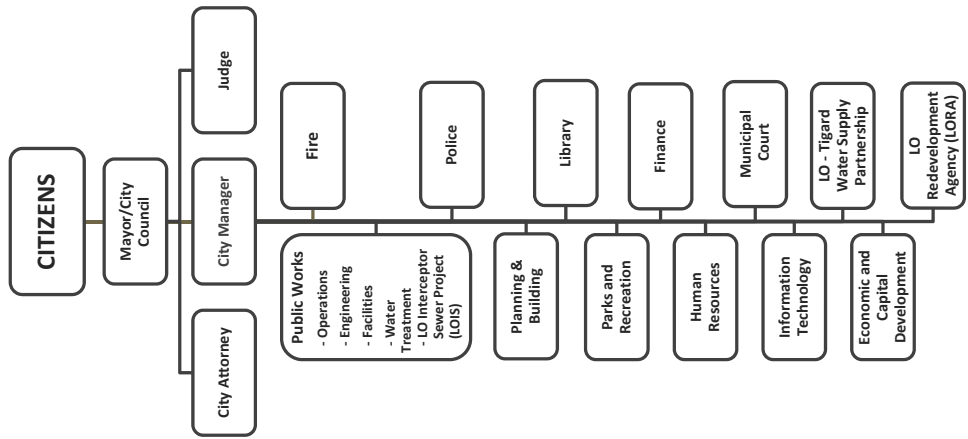 CITIZENS
Mayor/City
Council
City Attorney
City Manager
Judge
Public Works
- Operations
- Engineering
- Facilities
- Water
Treatment
- LO Interceptor
Sewer Project
(LOIS)
Fire
Police
Planning &
Building
Library
Parks and
Recreation
Finance
Human
Resources
Municipal
Court
Information
Technology
LO - Tigard
Water Supply
Partnership
Economic and
Capital
Development
LO
Redevelopment
Agency (LORA)